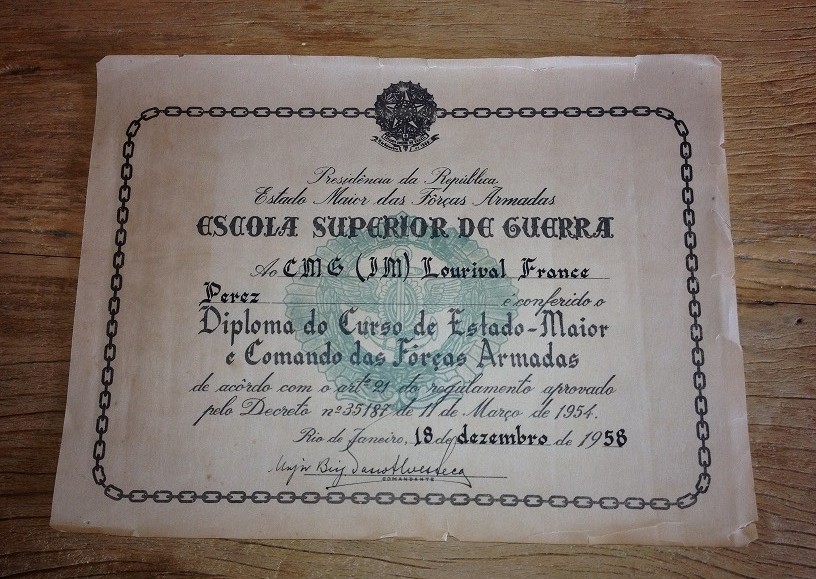 Presidência da República
Estado Maior das Fôrças Armadas
ESCOLA SUPERIOR DE GUERRA
Ao CMG (IM) Lourival France
Perez é conferido o
Diploma do Curso de Estado-Maior
e Comando das Fôrças Armadas
de acôrdo com o artº 21 do regulamento aprovado
pelo Decreto nº 35187 de 11 de Março de 1954.
Rio de Janeiro, 18 de dezembro de 1958
COMANDANTE